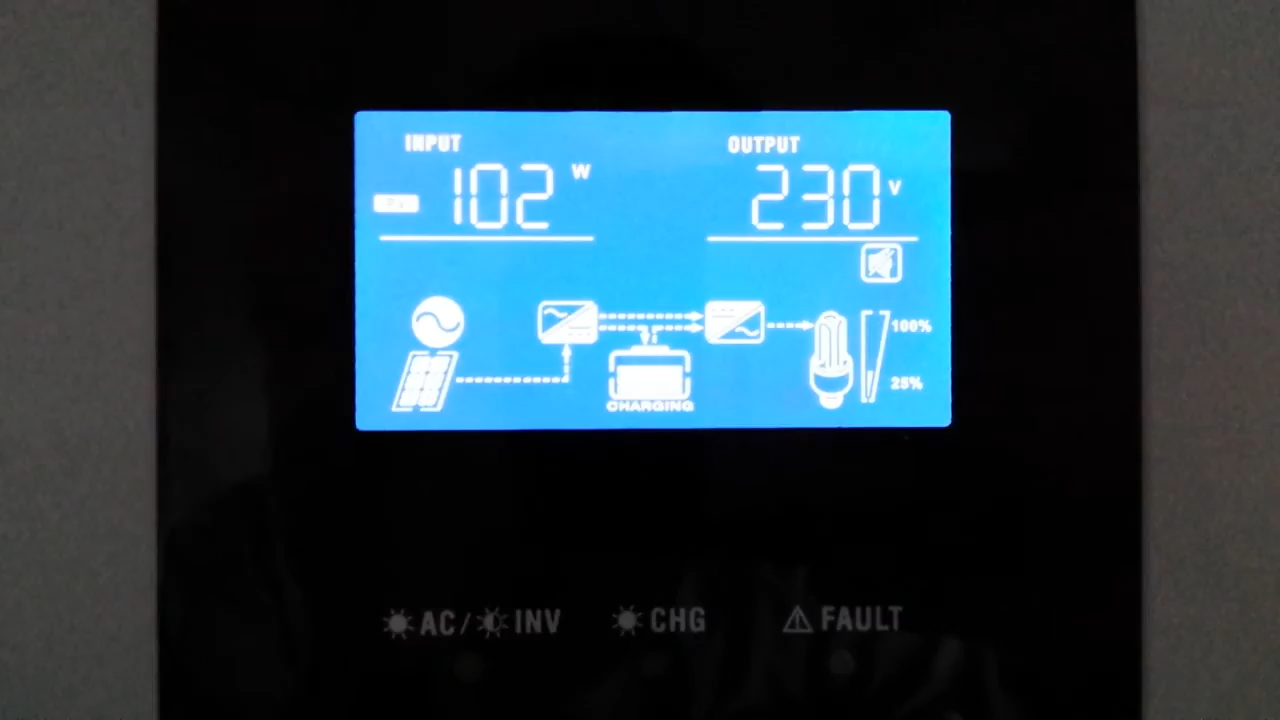 INPUT
OUTPUT
PV 102 W
230 V
100%
25%
CHARGING
AC/ INV
CHG
FAULT